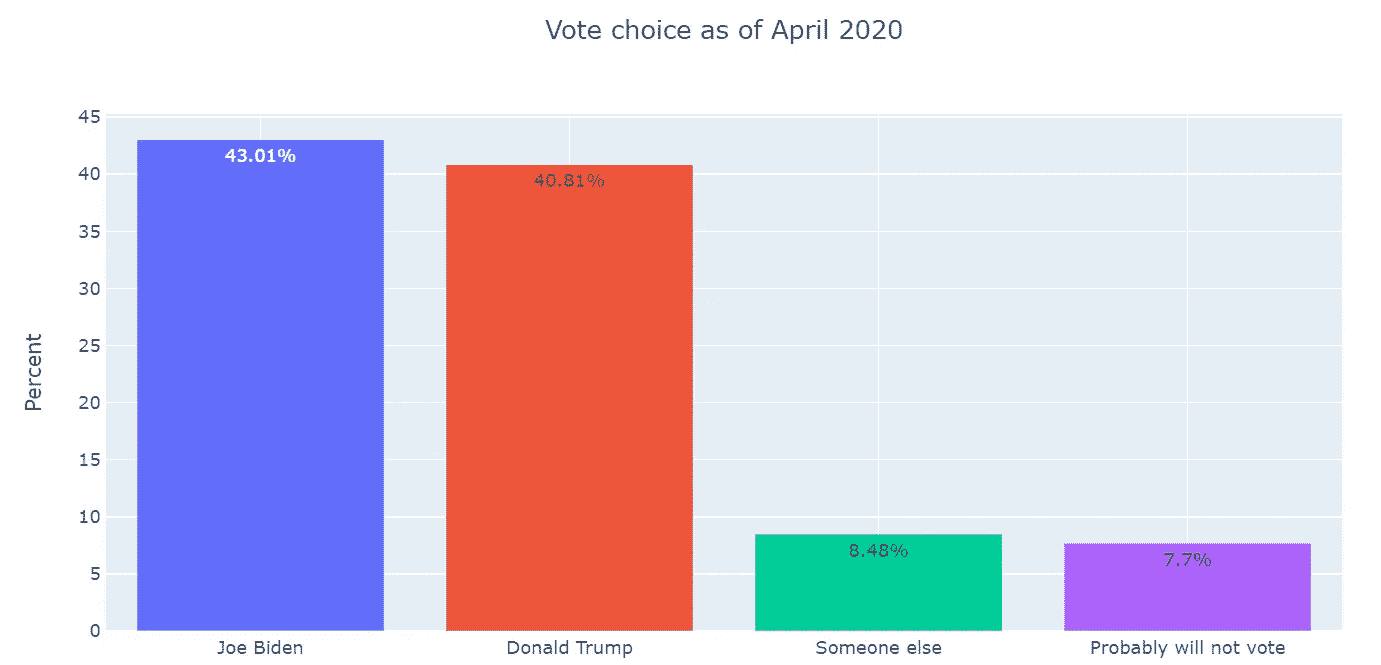 Vote choice as of April 2020
45
40
35
30
25
20
15
10
5
0
Percent
43.01%
40.81%
8.48%
7.7%
Joe Biden
Donald Trump
Someone else
Probably will not vote